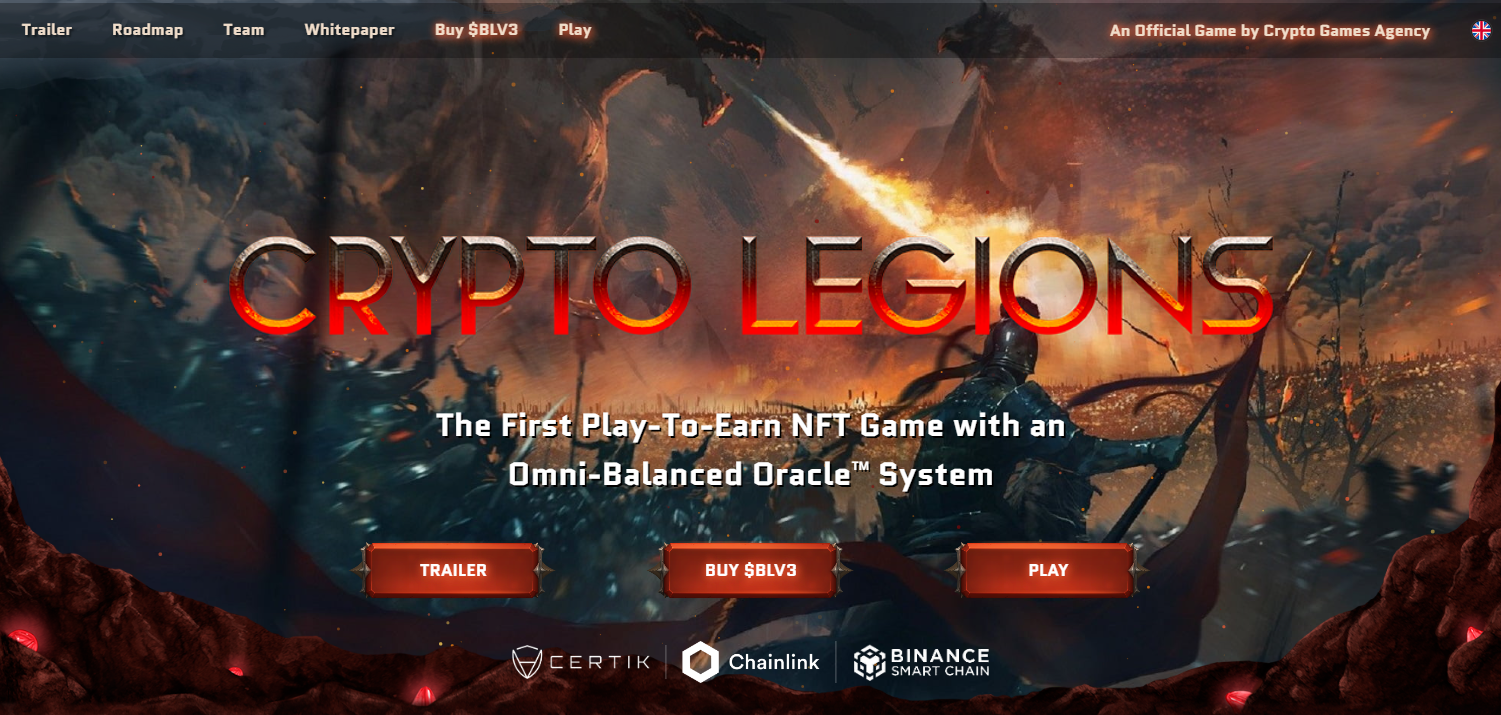 Trailer Roadmap Team Whitepaper Buy $BLV3 Play An Official Game by Crypto Games Agency
CRYPTO LEGIONS
The First Play-To-Earn NFT Game with an
Omni-Balanced Oracle™ System
TRAILER BUY $BLV3 PLAY
CERTIK Chainlink BINANCE
SMART CHAIN